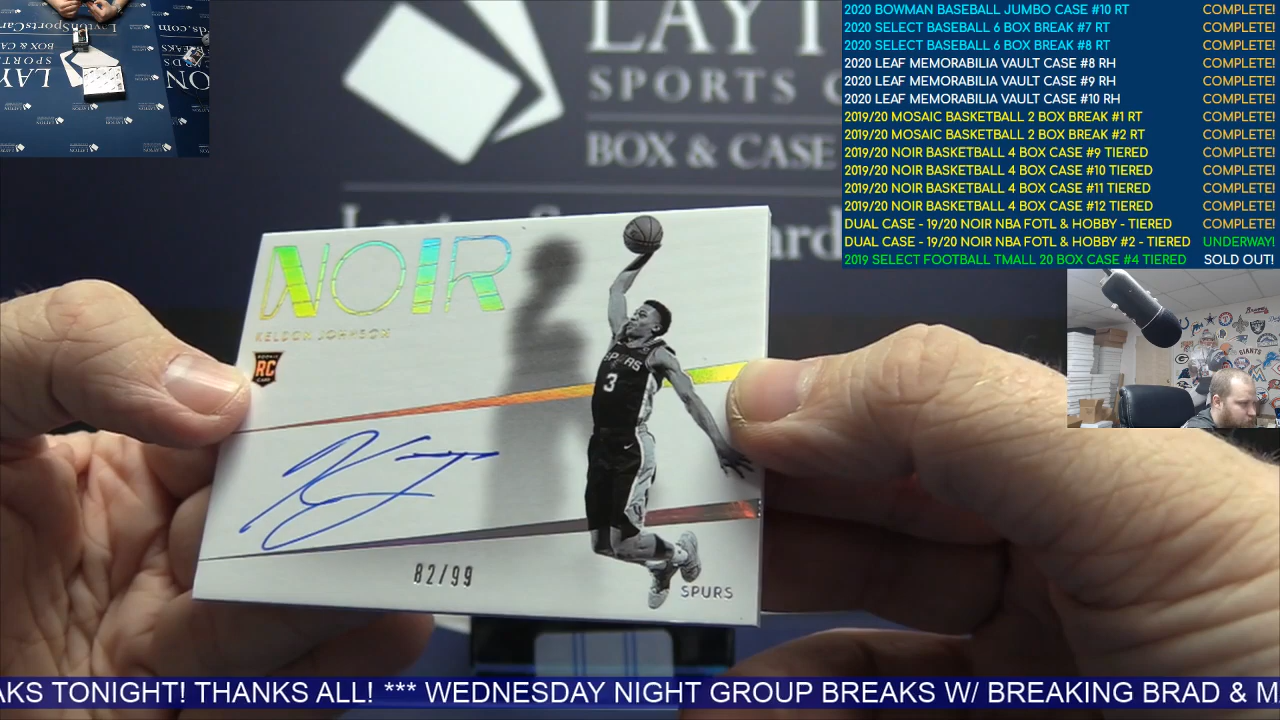 2020 BOWMAN BASEBALL JUMBO CASE #10 RT COMPLETE!
2020 SELECT BASEBALL 6 BOX BREAK #7 RT COMPLETE!
2020 SELECT BASEBALL 6 BOX BREAK #8 RT COMPLETE!
2020 LEAF MEMORABILIA VAULT CASE #8 RH COMPLETE!
2020 LEAF MEMORABILIA VAULT CASE #9 RH COMPLETE!
2020 LEAF MEMORABILIA VAULT CASE #10 RH COMPLETE!
2019/20 MOSAIC BASKETBALL 2 BOX BREAK #1 RT COMPLETE!
2019/20 MOSAIC BASKETBALL 2 BOX BREAK #2 RT COMPLETE!
2019/20 NOIR BASKETBALL 4 BOX CASE #9 TIERED COMPLETE!
2019/20 NOIR BASKETBALL 4 BOX CASE #10 TIERED COMPLETE!
2019/20 NOIR BASKETBALL 4 BOX CASE #11 TIERED COMPLETE!
2019/20 NOIR BASKETBALL 4 BOX CASE #12 TIERED COMPLETE!
DUAL CASE - 19/20 NOIR NBA FOTL & HOBBY - TIERED COMPLETE!
DUAL CASE - 19/20 NOIR NBA FOTL & HOBBY #2 - TIERED UNDERWAY!
2019 SELECT FOOTBALL TMALL 20 BOX CASE #4 TIERED SOLD OUT!
LAYT
SPORTS C
BOX & CASE
NOIR
KELDON JOHNSON
ROOKIE
RC
CARD
SPURS
3
82/99
SPURS
GIANTS
AKS TONIGHT! THANKS ALL! *** WEDNESDAY NIGHT GROUP BREAKS W/ BREAKING BRAD & M